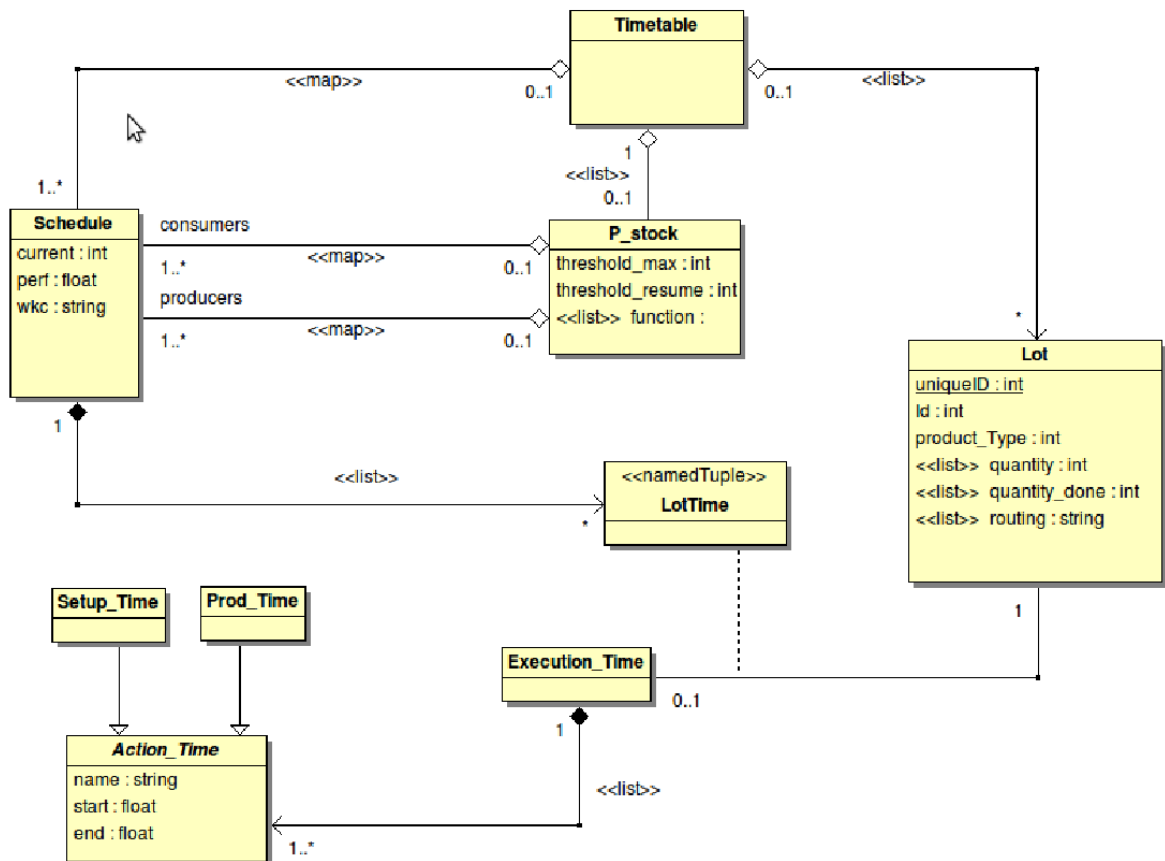 Timetable
<<map>>
0..1
0..1
<<list>>
1
<<list>>
0..1
1..*
Schedule
current : int
perf : float
wkc : string
consumers
1..*
<<map>>
0..1
producers
1..*
<<map>>
0..1
P_stock
threshold_max : int
threshold_resume : int
<<list>> function :
*
Lot
uniqueID : int
Id : int
product_Type : int
<<list>> quantity : int
<<list>> quantity_done : int
<<list>> routing : string
1
<<list>>
*
<<namedTuple>>
LotTime
Setup_Time
Prod_Time
Execution_Time
0..1
1
1
<<list>>
1..*
Action_Time
name : string
start : float
end : float